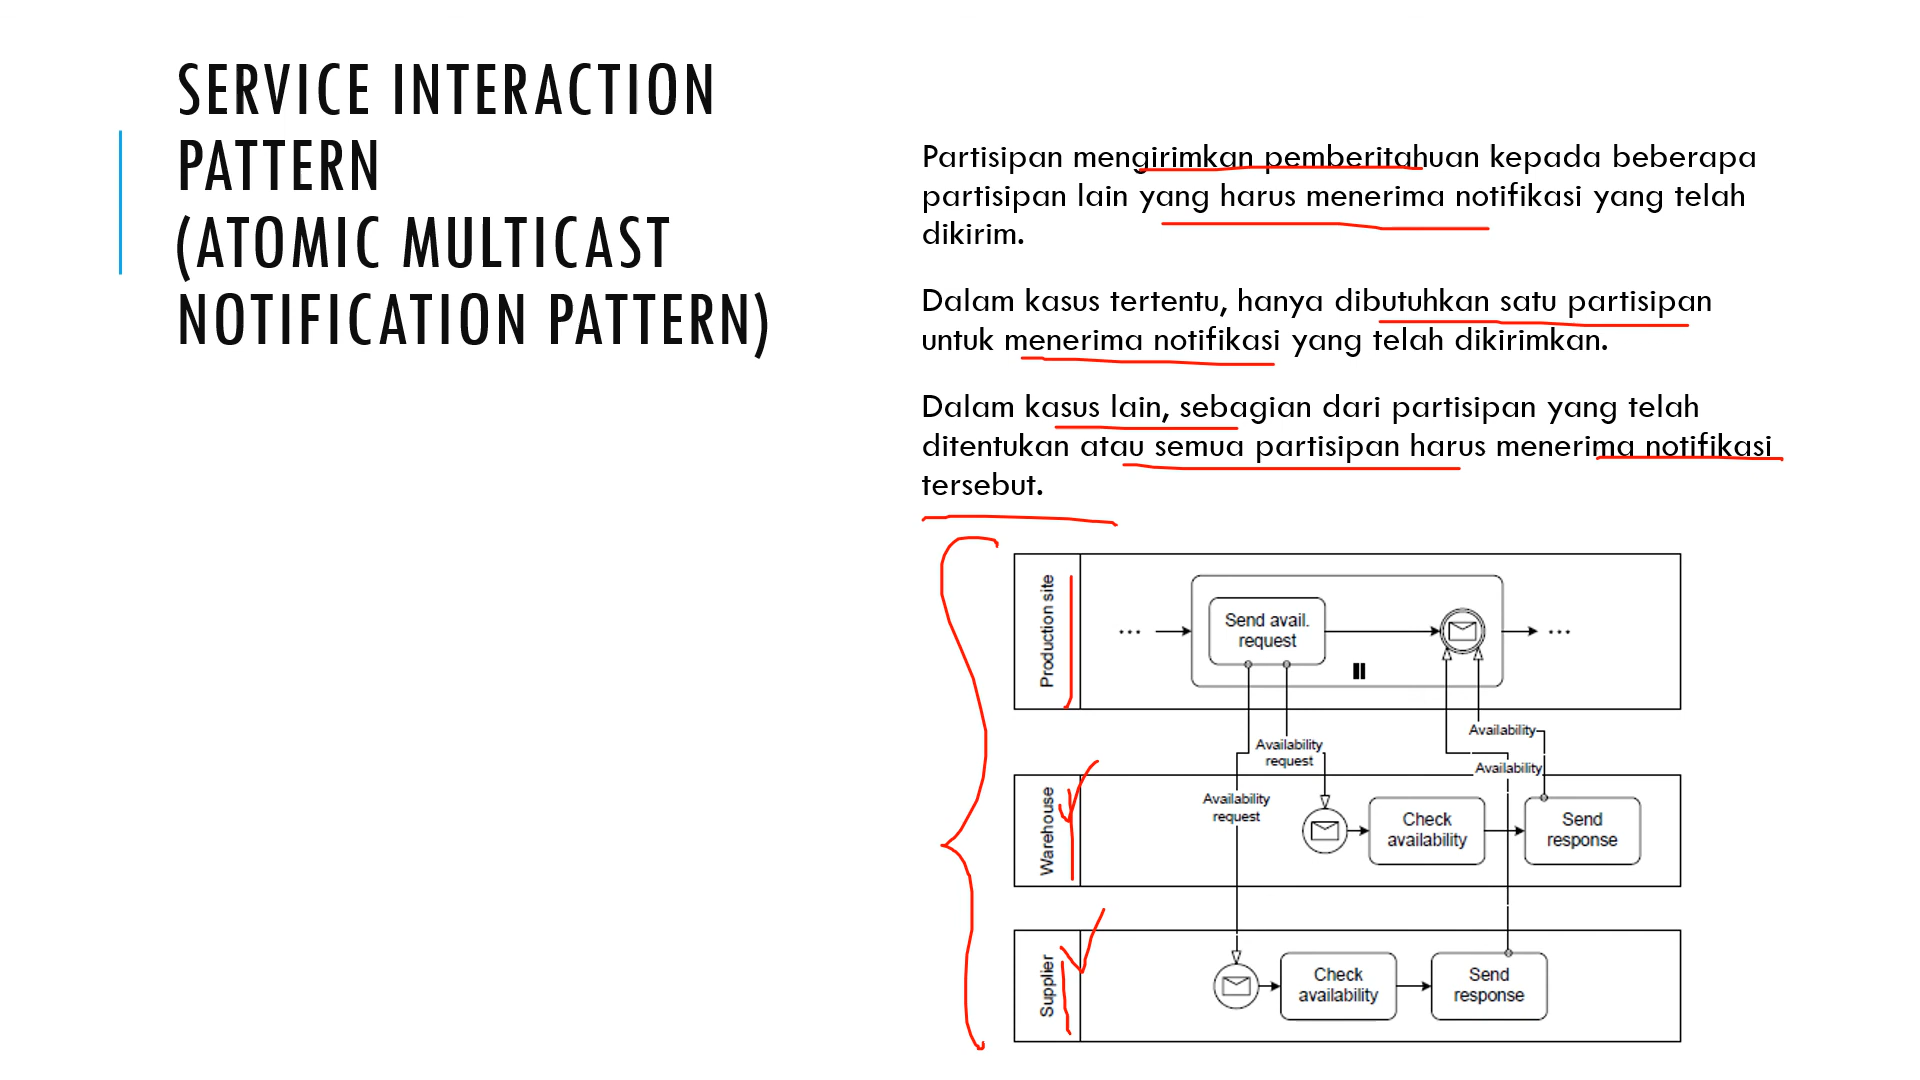 SERVICE INTERACTION
PATTERN
(ATOMIC MULTICAST
NOTIFICATION PATTERN)
Partisipan mengirimkan pemberitahuan kepada beberapa
partisipan lain yang harus menerima notifikasi yang telah
dikirim.
Dalam kasus tertentu, hanya dibutuhkan satu partisipan
untuk menerima notifikasi yang telah dikirimkan.
Dalam kasus lain, sebagian dari partisipan yang telah
ditentukan atau semua partisipan harus menerima notifikasi
tersebut.
Production site
...
Send avail.
request
...
Availability
request
Availability
Availability
Availability
request
Warehouse
Check
availability
Send
response
Supplier
Check
availability
Send
response